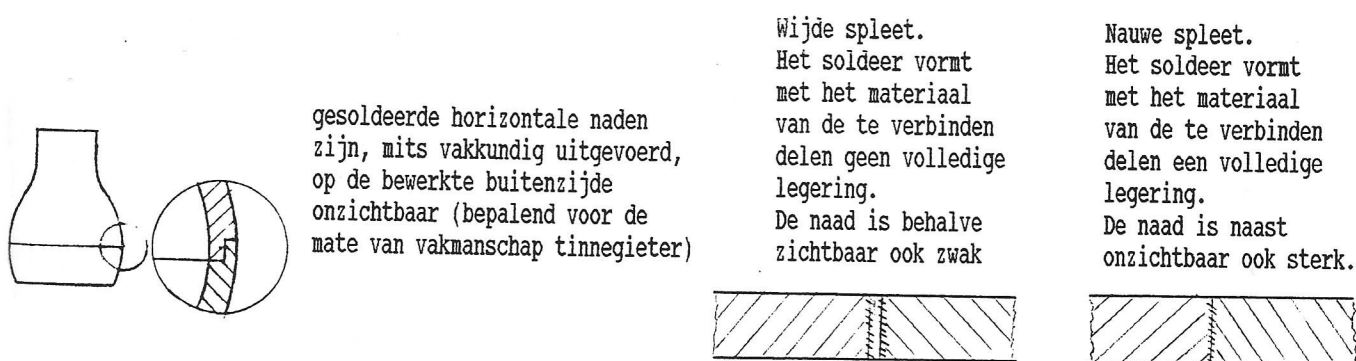 gesoldeerde horizontale naden
zijn, mits vakkundig uitgevoerd,
op de bewerkte buitenzijde
onzichtbaar (bepalend voor de
mate van vakmanschap tinnegieter)
Wijde spleet.
Het soldeer vormt
met het materiaal
van de te verbinden
delen geen volledige
legering.
De naad is behalve
zichtbaar ook zwak
Nauwe spleet.
Het soldeer vormt
met het materiaal
van de te verbinden
delen een volledige
legering.
De naad is naast
onzichtbaar ook sterk.